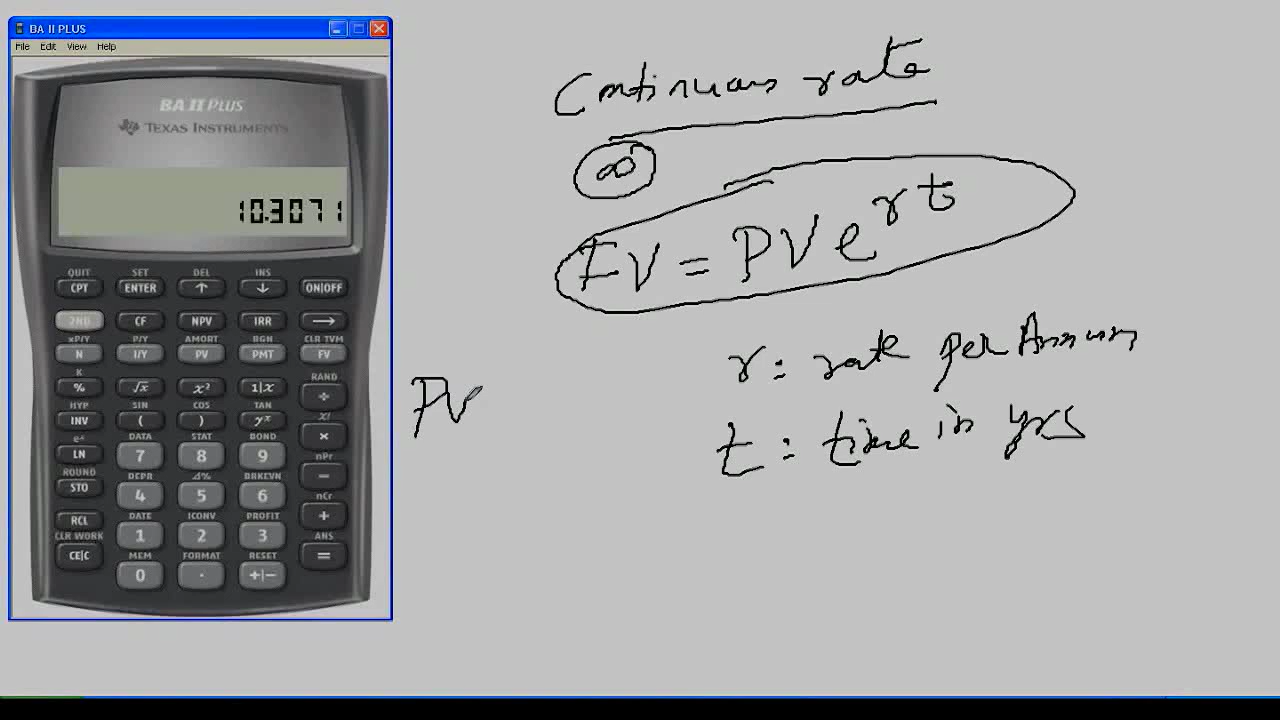 BA II PLUS
File Edit View Help
BA II PLUS
TEXAS INSTRUMENTS
10.3071
QUIT SET DEL INS
CPT ENTER ↑ ↓ ON|OFF
2ND CF NPV IRR →
xP/Y P/Y AMORT BGN CLR TVM
N I/Y PV PMT FV
K RAND
% √x x² 1|x ÷
HYP SIN COS TAN x!
INV ( ) yˣ ×
eˣ DATA STAT BOND nPr
LN 7 8 9 −
ROUND DEPR Δ% BRKEVN nCr
STO 4 5 6 +
DATE ICONV PROFIT ANS
RCL 1 2 3 =
CLR WORK MEM FORMAT RESET
CE|C 0 . +|−
Continuous rate
∞
FV = PV e^rt
r: rate per Annum
t: time in yrs
PV